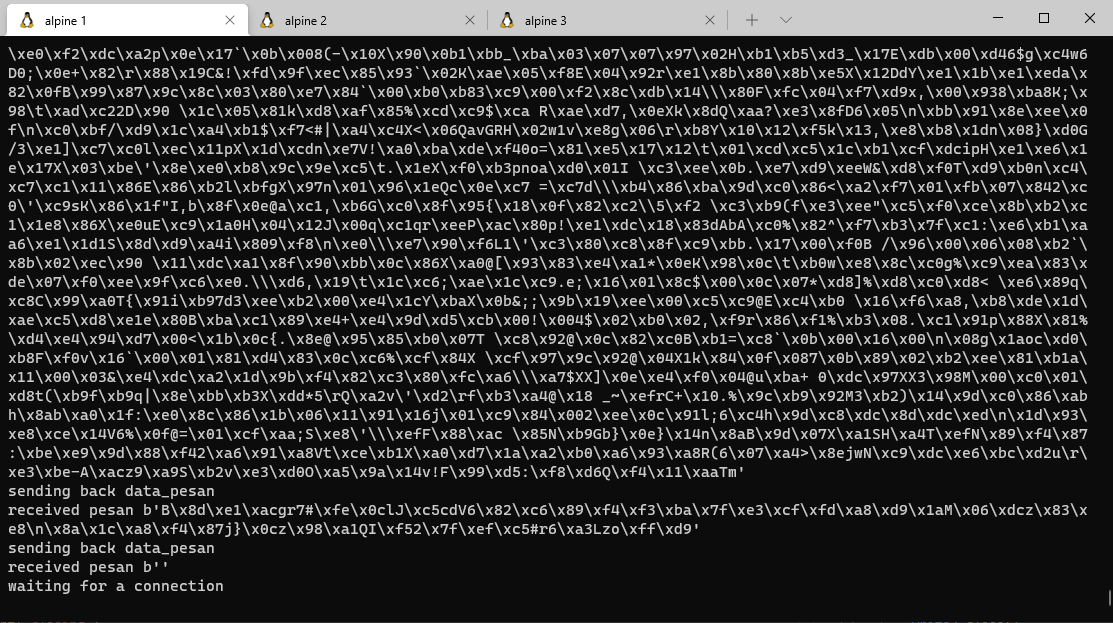 alpine 1
alpine 2
alpine 3
\xe0\xf2\xdc\xa2p\x0e\x17`\x0b\x008(-\x10X\x90\x0b1\xbb_\xba\x03\x07\x07\x97\x02H\xb1\xb5\xd3_\x17E\xdb\x00\xd46$g\xc4w6
D0;\x0e+\x82\r\x88\x19C&!\xfd\x9f\xec\x85\x93`\x02K\xae\x05\xf8E\x04\x92r\xe1\x8b\x80\x8b\xe5X\x12DdY\xe1\x1b\xe1\xeda\x
82\x0fB\x99\x87\x9c\x8c\x03\x80\xe7\x84`\x00\xb0\xb83\xc9\x00\xf2\x8c\xdb\x14\\\x80F\xfc\x04\xf7\xd9x,\x00\x938\xba8K;\x
98\t\xad\xc22D\x90 \x1c\x05\x81k\xd8\xaf\x85%\xcd\xc9$\xca R\xae\xd7,\x0eXk\x8dQ\xaa?\xe3\x8fD6\x05\n\xbb\x91\x8e\xee\x0
f\n\xc0\xbf/\xd9\x1c\xa4\xb1$\xf7<#|\xa4\xc4X<\x06QavGRH\x02w1v\xe8g\x06\r\xb8Y\x10\x12\xf5k\x13,\xe8\xb8\x1dn\x08}\xd0G
/3\xe1]\xc7\xc0l\xec\x11pX\x1d\xcdn\xe7V!\xa0\xba\xde\xf40o=\x81\xe5\x17\x12\t\x01\xcd\xc5\x1c\xb1\xcf\xdcipH\xe1\xe6\x1
e\x17X\x03\xbe\'\x8e\xe0\xb8\x9c\x9e\xc5\t.\x1eX\xf0\xb3pnoa\xd0\x01I \xc3\xee\x0b.\xe7\xd9\xeeW&\xd8\xf0T\xd9\xb0n\xc4\
xc7\xc1\x11\x86E\x86\xb2l\xbfgX\x97n\x01\x96\x1eQc\x0e\xc7 =\xc7d\\\xb4\x86\xba\x9d\xc0\x86<\xa2\xf7\x01\xfb\x07\x842\xc
0\'\xc9sK\x86\x1f"I,b\x8f\x0e@a\xc1,\xb6G\xc0\x8f\x95{\x18\x0f\x82\xc2\\5\xf2 \xc3\xb9(f\xe3\xee"\xc5\xf0\xce\x8b\xb2\xc
1\x1e8\x86X\xe0uE\xc9\x1a0H\x04\x12J\x00q\xc1qr\xeeP\xac\x80p!\xe1\xdc\x18\x83dAbA\xc0%\x82^\xf7\xb3\x7f\xc1:\xe6\xb1\xa
a6\xe1\x1d1S\x8d\xd9\xa4i\x809\xf8\n\xe0\\\xe7\x90\xf6L1\'\xc3\x80\xc8\x8f\xc9\xbb.\x17\x00\xf0B /\x96\x00\x06\x08\xb2`\
x8b\x02\xec\x90 \x11\xdc\xa1\x8f\x90\xbb\x0c\x86X\xa0@[\x93\x83\xe4\xa1*\x0eK\x98\x0c\t\xb0w\xe8\x8c\xc0g%\xc9\xea\x83\x
de\x07\xf0\xee\x9f\xc6\xe0.\\\xd6,\x19\t\x1c\xc6;\xae\x1c\xc9.e;\x16\x01\x8c$\x00\x0c\x07*\xd8]%\xd8\xc0\xd8< \xe6\x89q\
xc8C\x99\xa0T{\x91i\xb97d3\xee\xb2\x00\xe4\x1cY\xbaX\x0b&;;\x9b\x19\xee\x00\xc5\xc9@E\xc4\xb0 \x16\xf6\xa8,\xb8\xde\x1d\
xae\xc5\xd8\xe1e\x80B\xba\xc1\x89\xe4+\xe4\x9d\xd5\xcb\x00!\x004$\x02\xb0\x02,\xf9r\x86\xf1%\xb3\x08.\xc1\x91p\x88X\x81%
\xd4\xe4\x94\xd7\x00<\x1b\x0c{.\x8e@\x95\x85\xb0\x07T \xc8\x92@\x0c\x82\xc0B\xb1=\xc8`\x0b\x00\x16\x00\n\x08g\x1aoc\xd0\
xb8F\xf0v\x16`\x00\x01\x81\xd4\x83\x0c\xc6%\xcf\x84X \xcf\x97\x9c\x92@\x04X1k\x84\x0f\x087\x0b\x89\x02\xb2\xee\x81\xb1a\
x11\x00\x03&\xe4\xdc\xa2\x1d\x9b\xf4\x82\xc3\x80\xfc\xa6\\\xa7$XX]\x0e\xe4\xf0\x04@u\xba+ 0\xdc\x97XX3\x98M\x00\xc0\x01\
xd8t(\xb9f\xb9q|\x8e\xbb\xb3X\xdd*5\rQ\xa2v\'\xd2\rf\xb3\xa4@\x18 _~\xefrC+\x10.%\x9c\xb9\x92M3\xb2)\x14\x9d\xc0\x86\xab
h\x8ab\xa0\x1f:\xe0\x8c\x86\x1b\x06\x11\x91\x16j\x01\xc9\x84\x002\xee\x0c\x91l;6\xc4h\x9d\xc8\xdc\x8d\xdc\xed\n\x1d\x93\
xe8\xce\x14V6%\x0f@=\x01\xcf\xaa;S\xe8\'\\\xefF\x88\xac \x85N\xb9Gb}\x0e}\x14n\x8aB\x9d\x07X\xa1SH\xa4T\xefN\x89\xf4\x87
:\xbe\xe9\x9d\x88\xf42\xa6\x91\xa8Vt\xce\xb1X\xa0\xd7\x1a\xa2\xb0\xa6\x93\xa8R(6\x07\xa4>\x8ejwN\xc9\xdc\xe6\xbc\xd2u\r\
xe3\xbe-A\xacz9\xa9S\xb2v\xe3\xd0O\xa5\x9a\x14v!F\x99\xd5:\xf8\xd6Q\xf4\x11\xaaTm'
sending back data_pesan
received pesan b'B\x8d\xe1\xacgr7#\xfe\x0clJ\xc5cdV6\x82\xc6\x89\xf4\xf3\xba\x7f\xe3\xcf\xfd\xa8\xd9\x1aM\x06\xdcz\x83\x
e8\n\x8a\x1c\xa8\xf4\x87j}\x0cz\x98\xa1QI\xf52\x7f\xef\xc5#r6\xa3Lzo\xff\xd9'
sending back data_pesan
received pesan b''
waiting for a connection